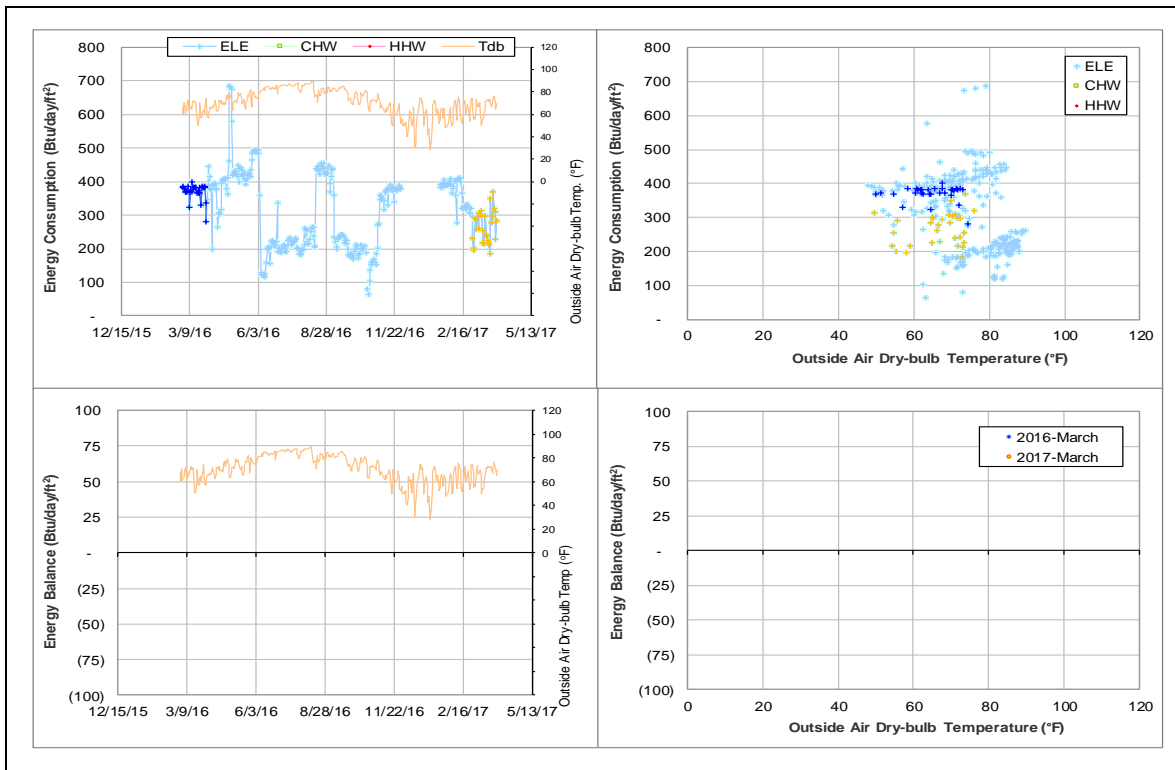 ELE CHW HHW Tdb
800
700
600
500
400
300
200
100
-
120
100
80
60
40
20
0
Energy Consumption (Btu/day/ft²)
Outside Air Dry-bulb Temp. (°F)
12/15/15 3/9/16 6/3/16 8/28/16 11/22/16 2/16/17 5/13/17
ELE
CHW
HHW
800
700
600
500
400
300
200
100
-
Energy Consumption (Btu/day/ft²)
0 20 40 60 80 100 120
Outside Air Dry-bulb Temperature (°F)
100
75
50
25
-
(25)
(50)
(75)
(100)
120
100
80
60
40
20
0
Energy Balance (Btu/day/ft²)
Outside Air Dry-bulb Temp (°F)
12/15/15 3/9/16 6/3/16 8/28/16 11/22/16 2/16/17 5/13/17
2016-March
2017-March
100
75
50
25
-
(25)
(50)
(75)
(100)
Energy Balance (Btu/day/ft²)
0 20 40 60 80 100 120
Outside Air Dry-bulb Temperature (°F)